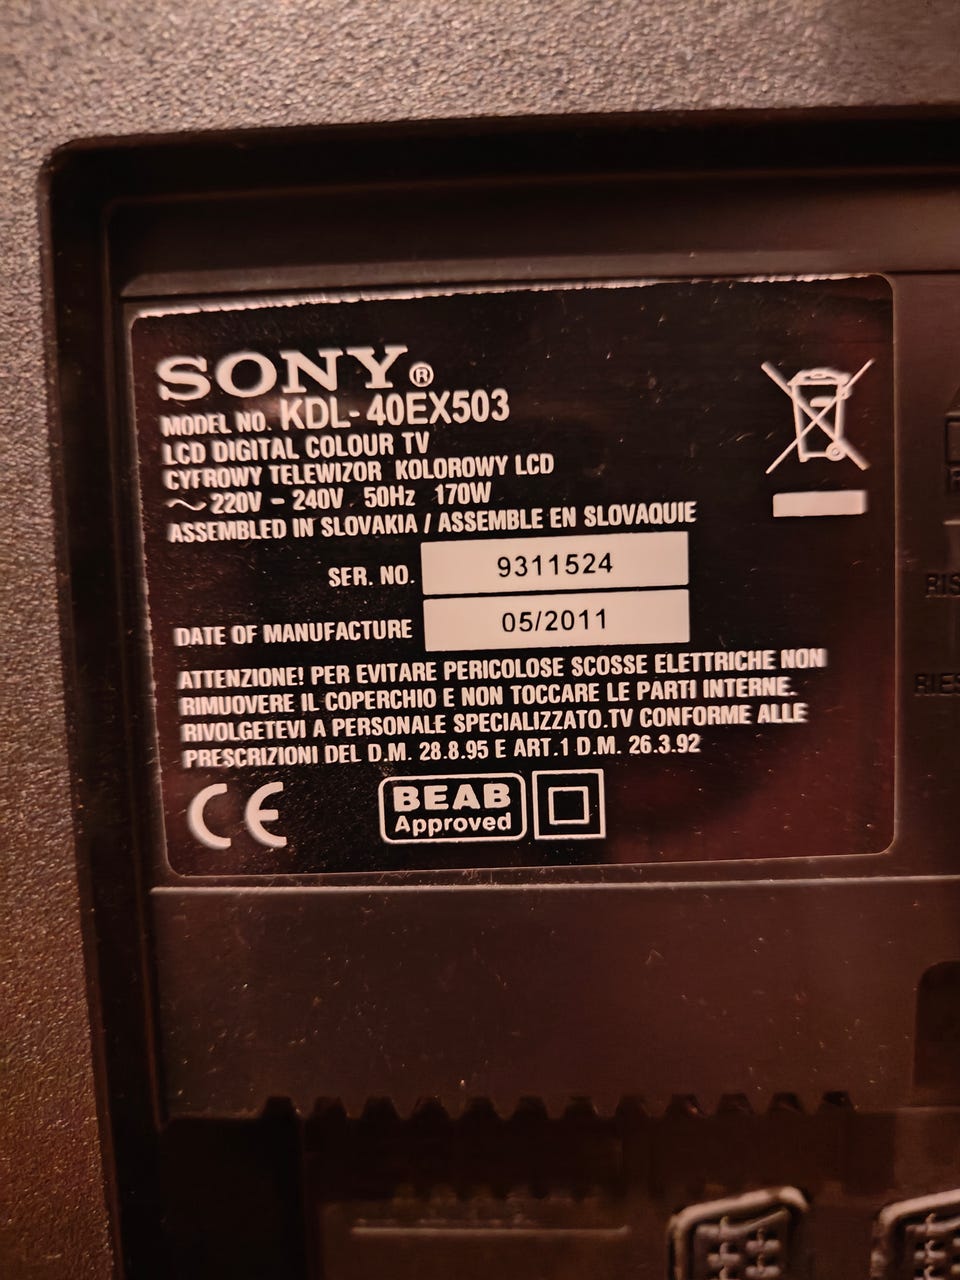 SONY®
MODEL NO. KDL-40EX503
LCD DIGITAL COLOUR TV
CYFROWY TELEWIZOR KOLOROWY LCD
～ 220V - 240V 50Hz 170W
ASSEMBLED IN SLOVAKIA / ASSEMBLE EN SLOVAQUIE
SER. NO. 9311524
DATE OF MANUFACTURE 05/2011
ATTENZIONE! PER EVITARE PERICOLOSE SCOSSE ELETTRICHE NON
RIMUOVERE IL COPERCHIO E NON TOCCARE LE PARTI INTERNE.
RIVOLGETEVI A PERSONALE SPECIALIZZATO.TV CONFORME ALLE
PRESCRIZIONI DEL D.M. 28.8.95 E ART.1 D.M. 26.3.92
CE
BEAB
Approved